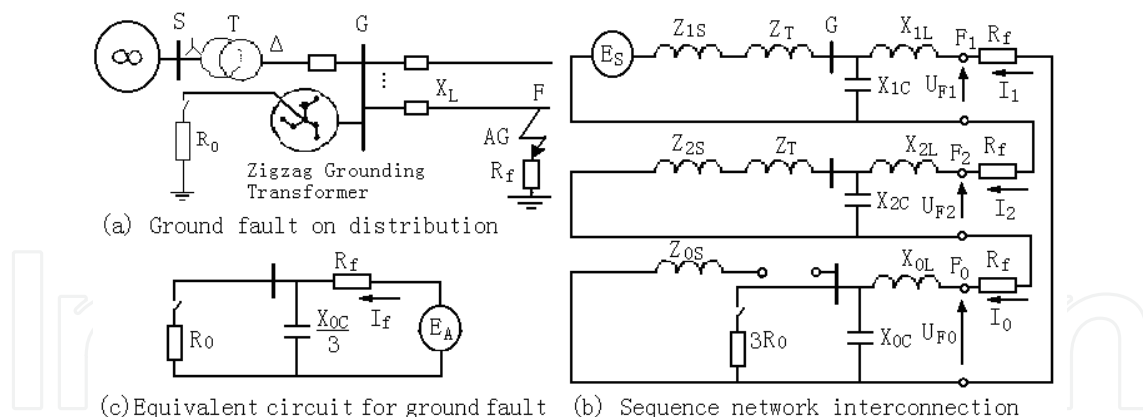 S T G
Δ
∞
X_L F
AG
R_0
R_f
Zigzag Grounding
Transformer
(a) Ground fault on distribution
R_f
I_f
R_0 X_0C/3 E_A
(c) Equivalent circuit for ground fault
Z_1S Z_T G X_1L F_1 R_f
E_S
X_1C U_F1 I_1
Z_2S Z_T X_2L F_2 R_f
X_2C U_F2 I_2
Z_0S X_0L F_0 R_f
3R_0 X_0C U_F0 I_0
(b) Sequence network interconnection